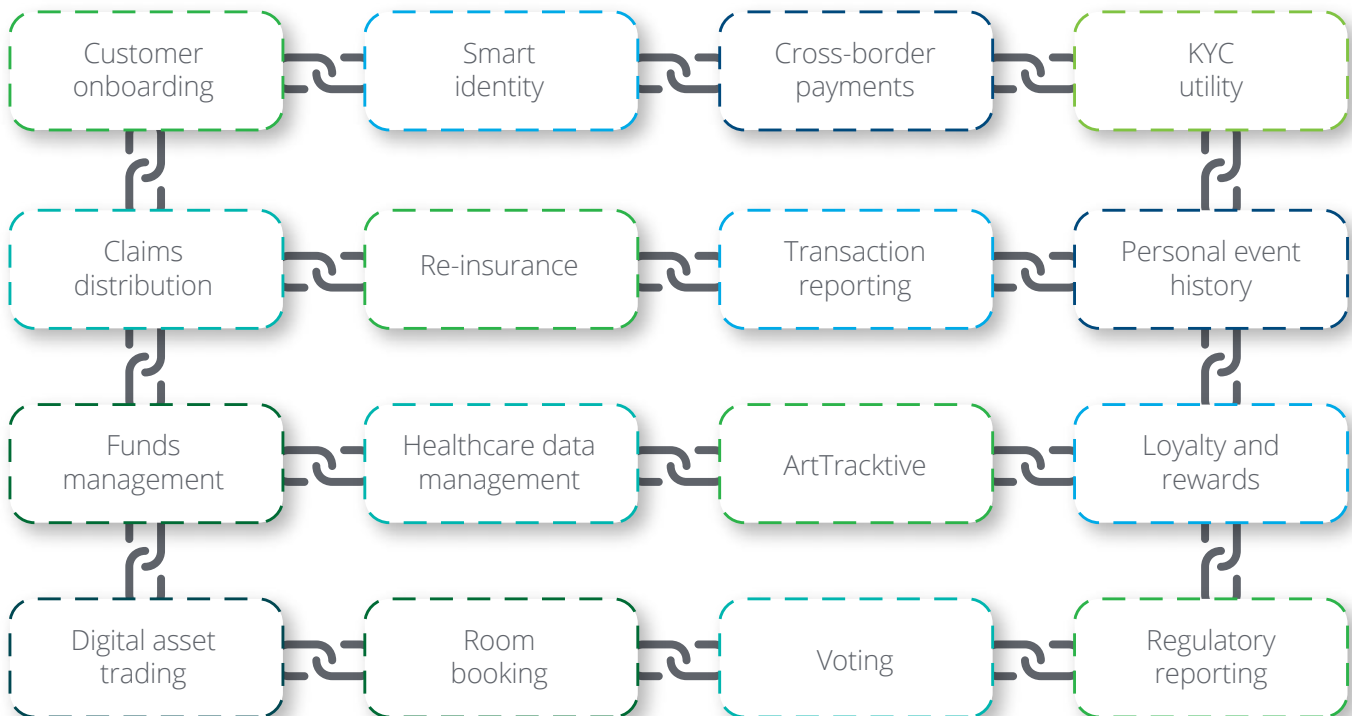 Customer
onboarding
Smart
identity
Cross-border
payments
KYC
utility
Claims
distribution
Re-insurance
Transaction
reporting
Personal event
history
Funds
management
Healthcare data
management
ArtTracktive
Loyalty and
rewards
Digital asset
trading
Room
booking
Voting
Regulatory
reporting